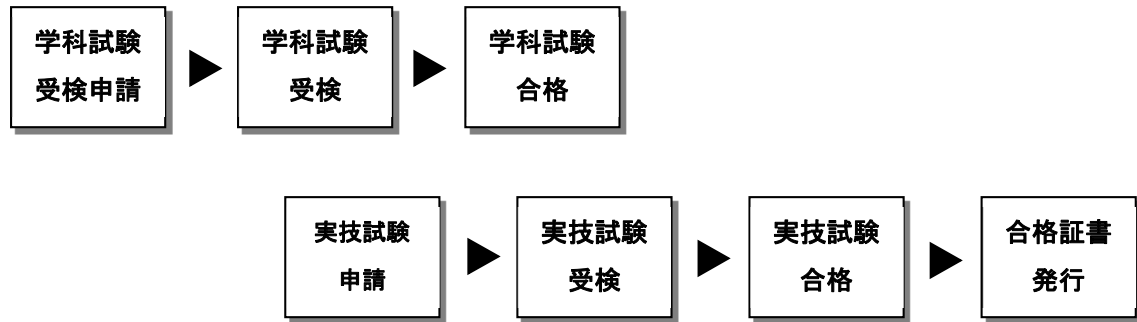 学科試験
受検申請
学科試験
受検
学科試験
合格
実技試験
申請
実技試験
受検
実技試験
合格
合格証書
発行